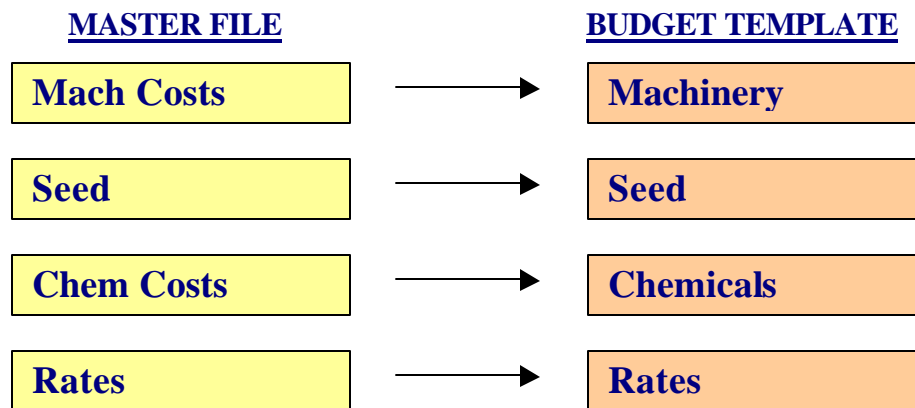 MASTER FILE BUDGET TEMPLATE
Mach Costs Machinery
Seed Seed
Chem Costs Chemicals
Rates Rates